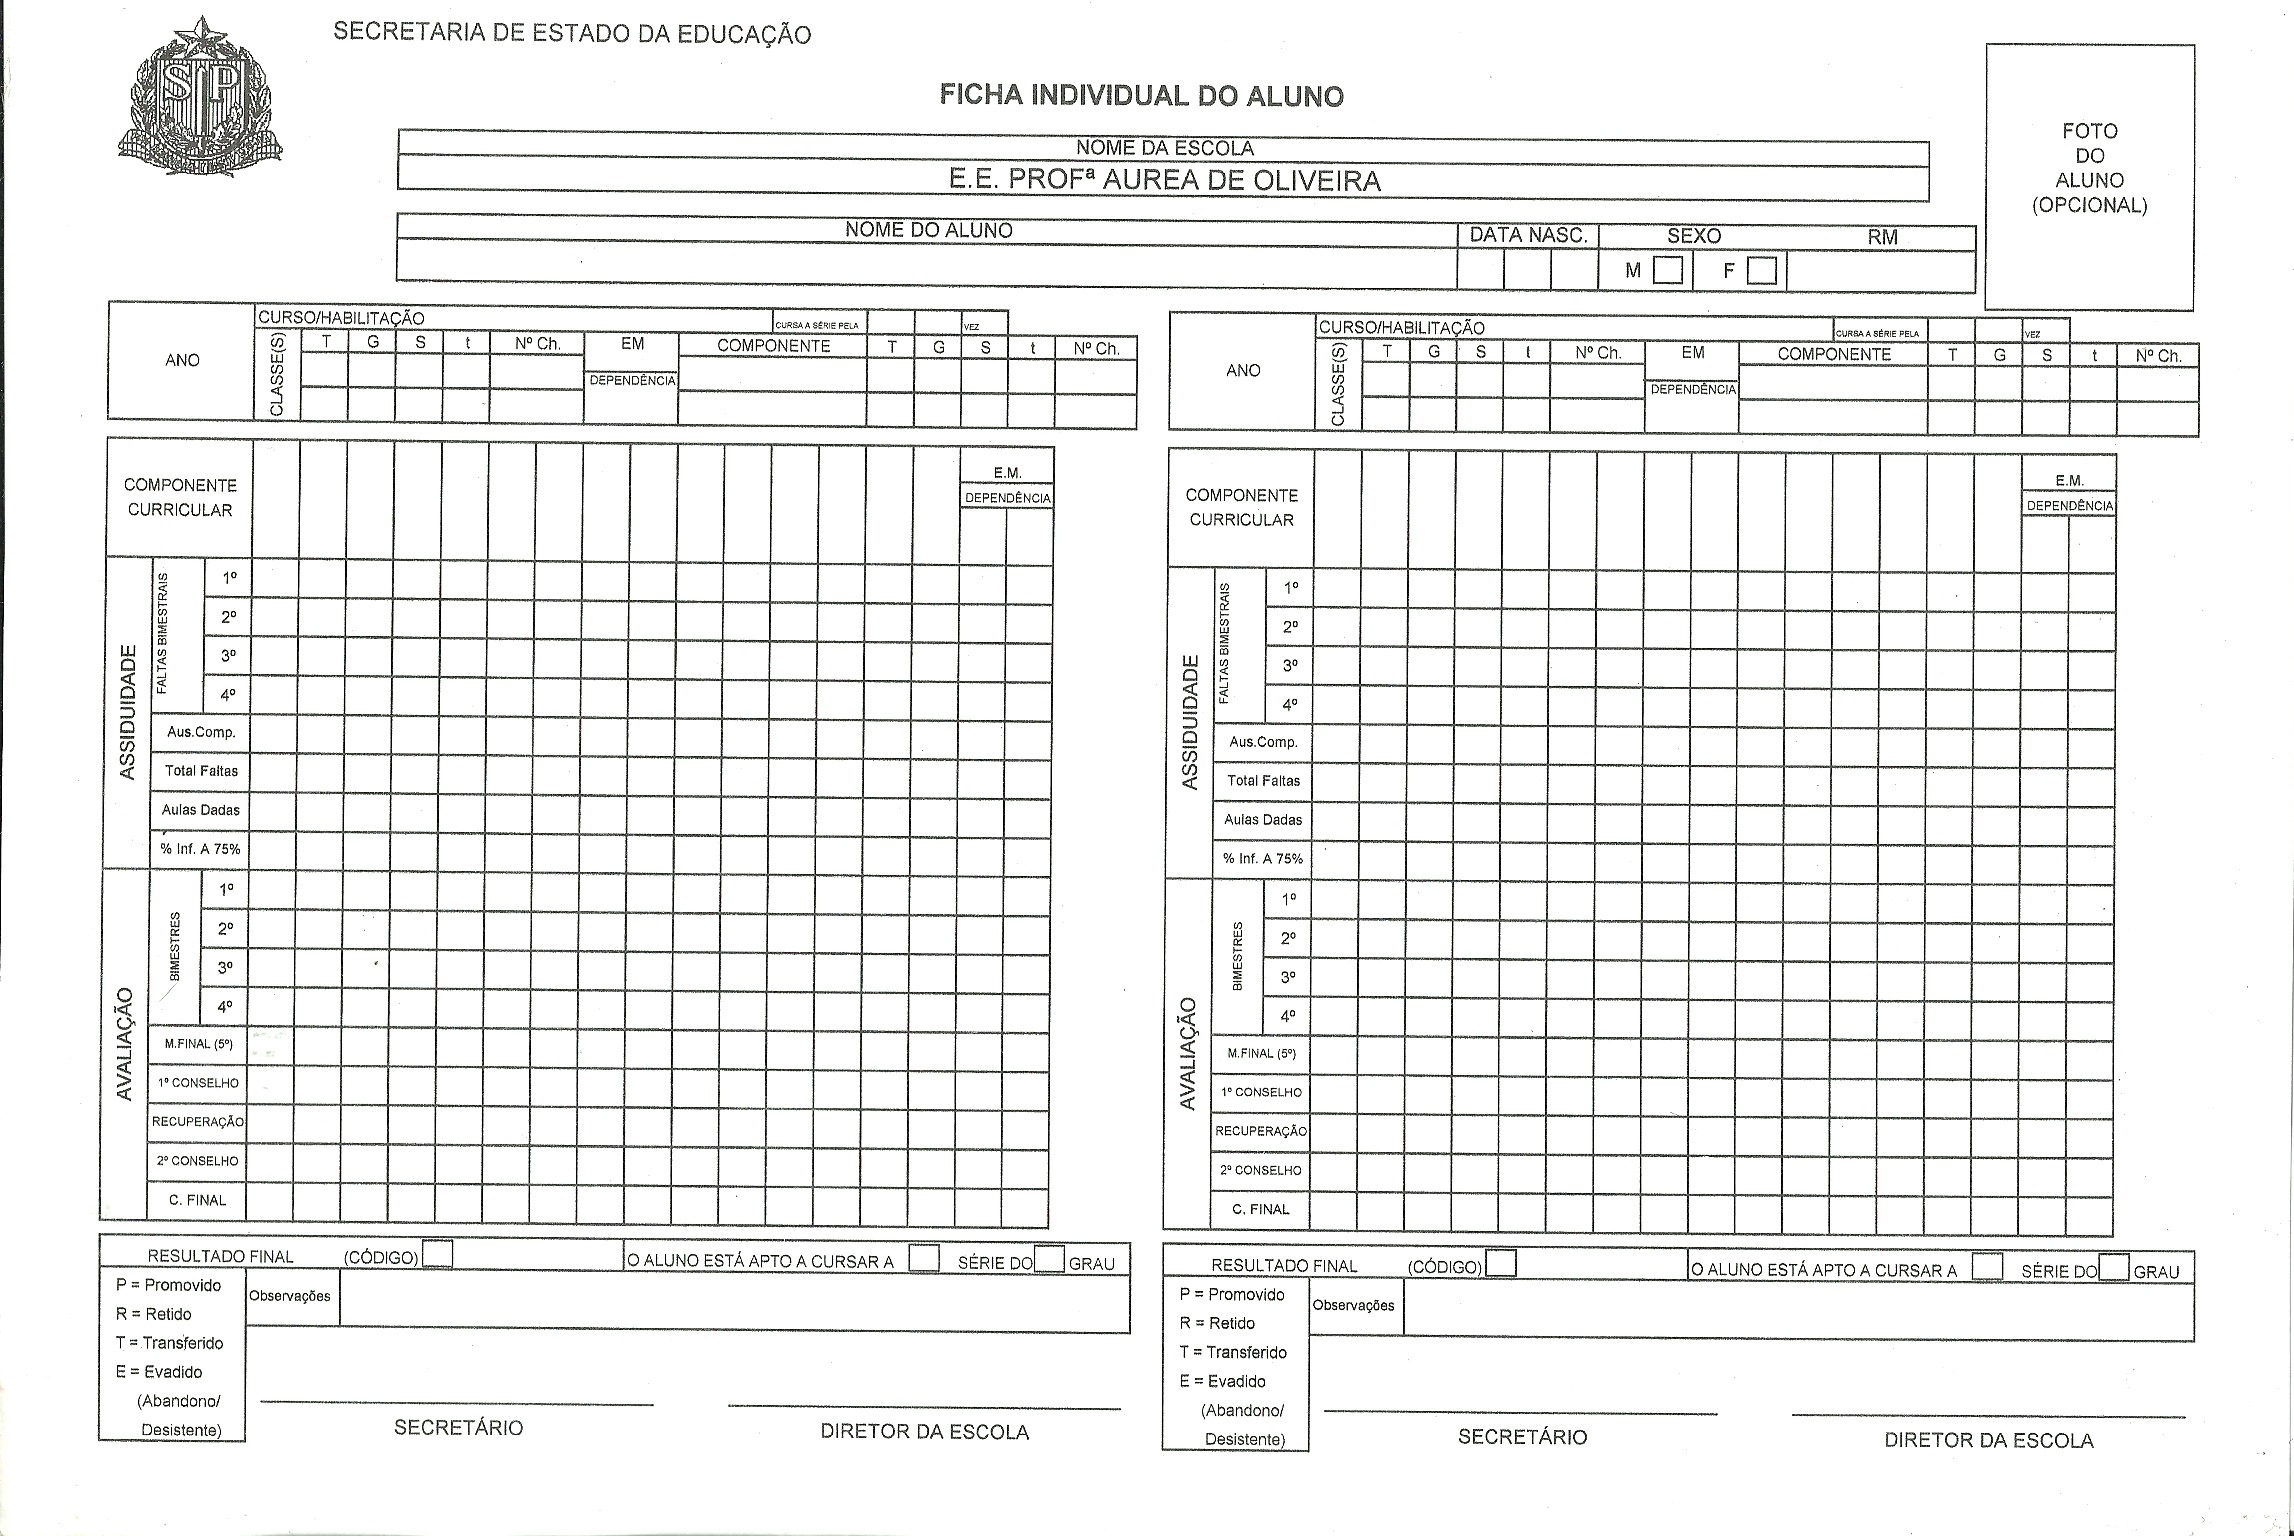 SECRETARIA DE ESTADO DA EDUCAÇÃO
SP
FICHA INDIVIDUAL DO ALUNO
NOME DA ESCOLA
E.E. PROFª AUREA DE OLIVEIRA
FOTO
DO
ALUNO
(OPCIONAL)
NOME DO ALUNO DATA NASC. SEXO RM
M F
ANO
CURSO/HABILITAÇÃO CURSA A SÉRIE PELA VEZ
CLASSE(S) T G S t Nº Ch. EM COMPONENTE T G S t Nº Ch.
DEPENDÊNCIA
COMPONENTE
CURRICULAR
E.M.
DEPENDÊNCIA
ASSIDUIDADE
FALTAS BIMESTRAIS
1º
2º
3º
4º
Aus.Comp.
Total Faltas
Aulas Dadas
% Inf. A 75%
AVALIAÇÃO
BIMESTRES
1º
2º
3º
4º
M.FINAL (5º)
1º CONSELHO
RECUPERAÇÃO
2º CONSELHO
C. FINAL
RESULTADO FINAL (CÓDIGO) O ALUNO ESTÁ APTO A CURSAR A SÉRIE DO GRAU
P = Promovido
R = Retido
T = Transferido
E = Evadido
(Abandono/
Desistente)
Observações
SECRETÁRIO DIRETOR DA ESCOLA
ANO
CURSO/HABILITAÇÃO CURSA A SÉRIE PELA VEZ
CLASSE(S) T G S t Nº Ch. EM COMPONENTE T G S t Nº Ch.
DEPENDÊNCIA
COMPONENTE
CURRICULAR
E.M.
DEPENDÊNCIA
ASSIDUIDADE
FALTAS BIMESTRAIS
1º
2º
3º
4º
Aus.Comp.
Total Faltas
Aulas Dadas
% Inf. A 75%
AVALIAÇÃO
BIMESTRES
1º
2º
3º
4º
M.FINAL (5º)
1º CONSELHO
RECUPERAÇÃO
2º CONSELHO
C. FINAL
RESULTADO FINAL (CÓDIGO) O ALUNO ESTÁ APTO A CURSAR A SÉRIE DO GRAU
P = Promovido
R = Retido
T = Transferido
E = Evadido
(Abandono/
Desistente)
Observações
SECRETÁRIO DIRETOR DA ESCOLA